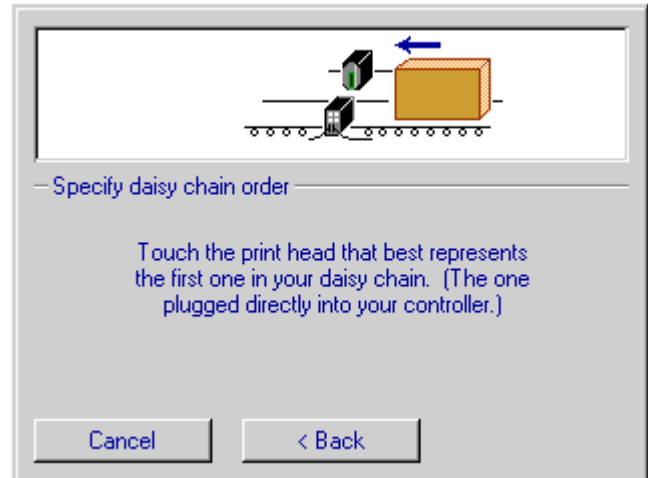 Specify daisy chain order
Touch the print head that best represents
the first one in your daisy chain.  (The one
plugged directly into your controller.)
Cancel
< Back